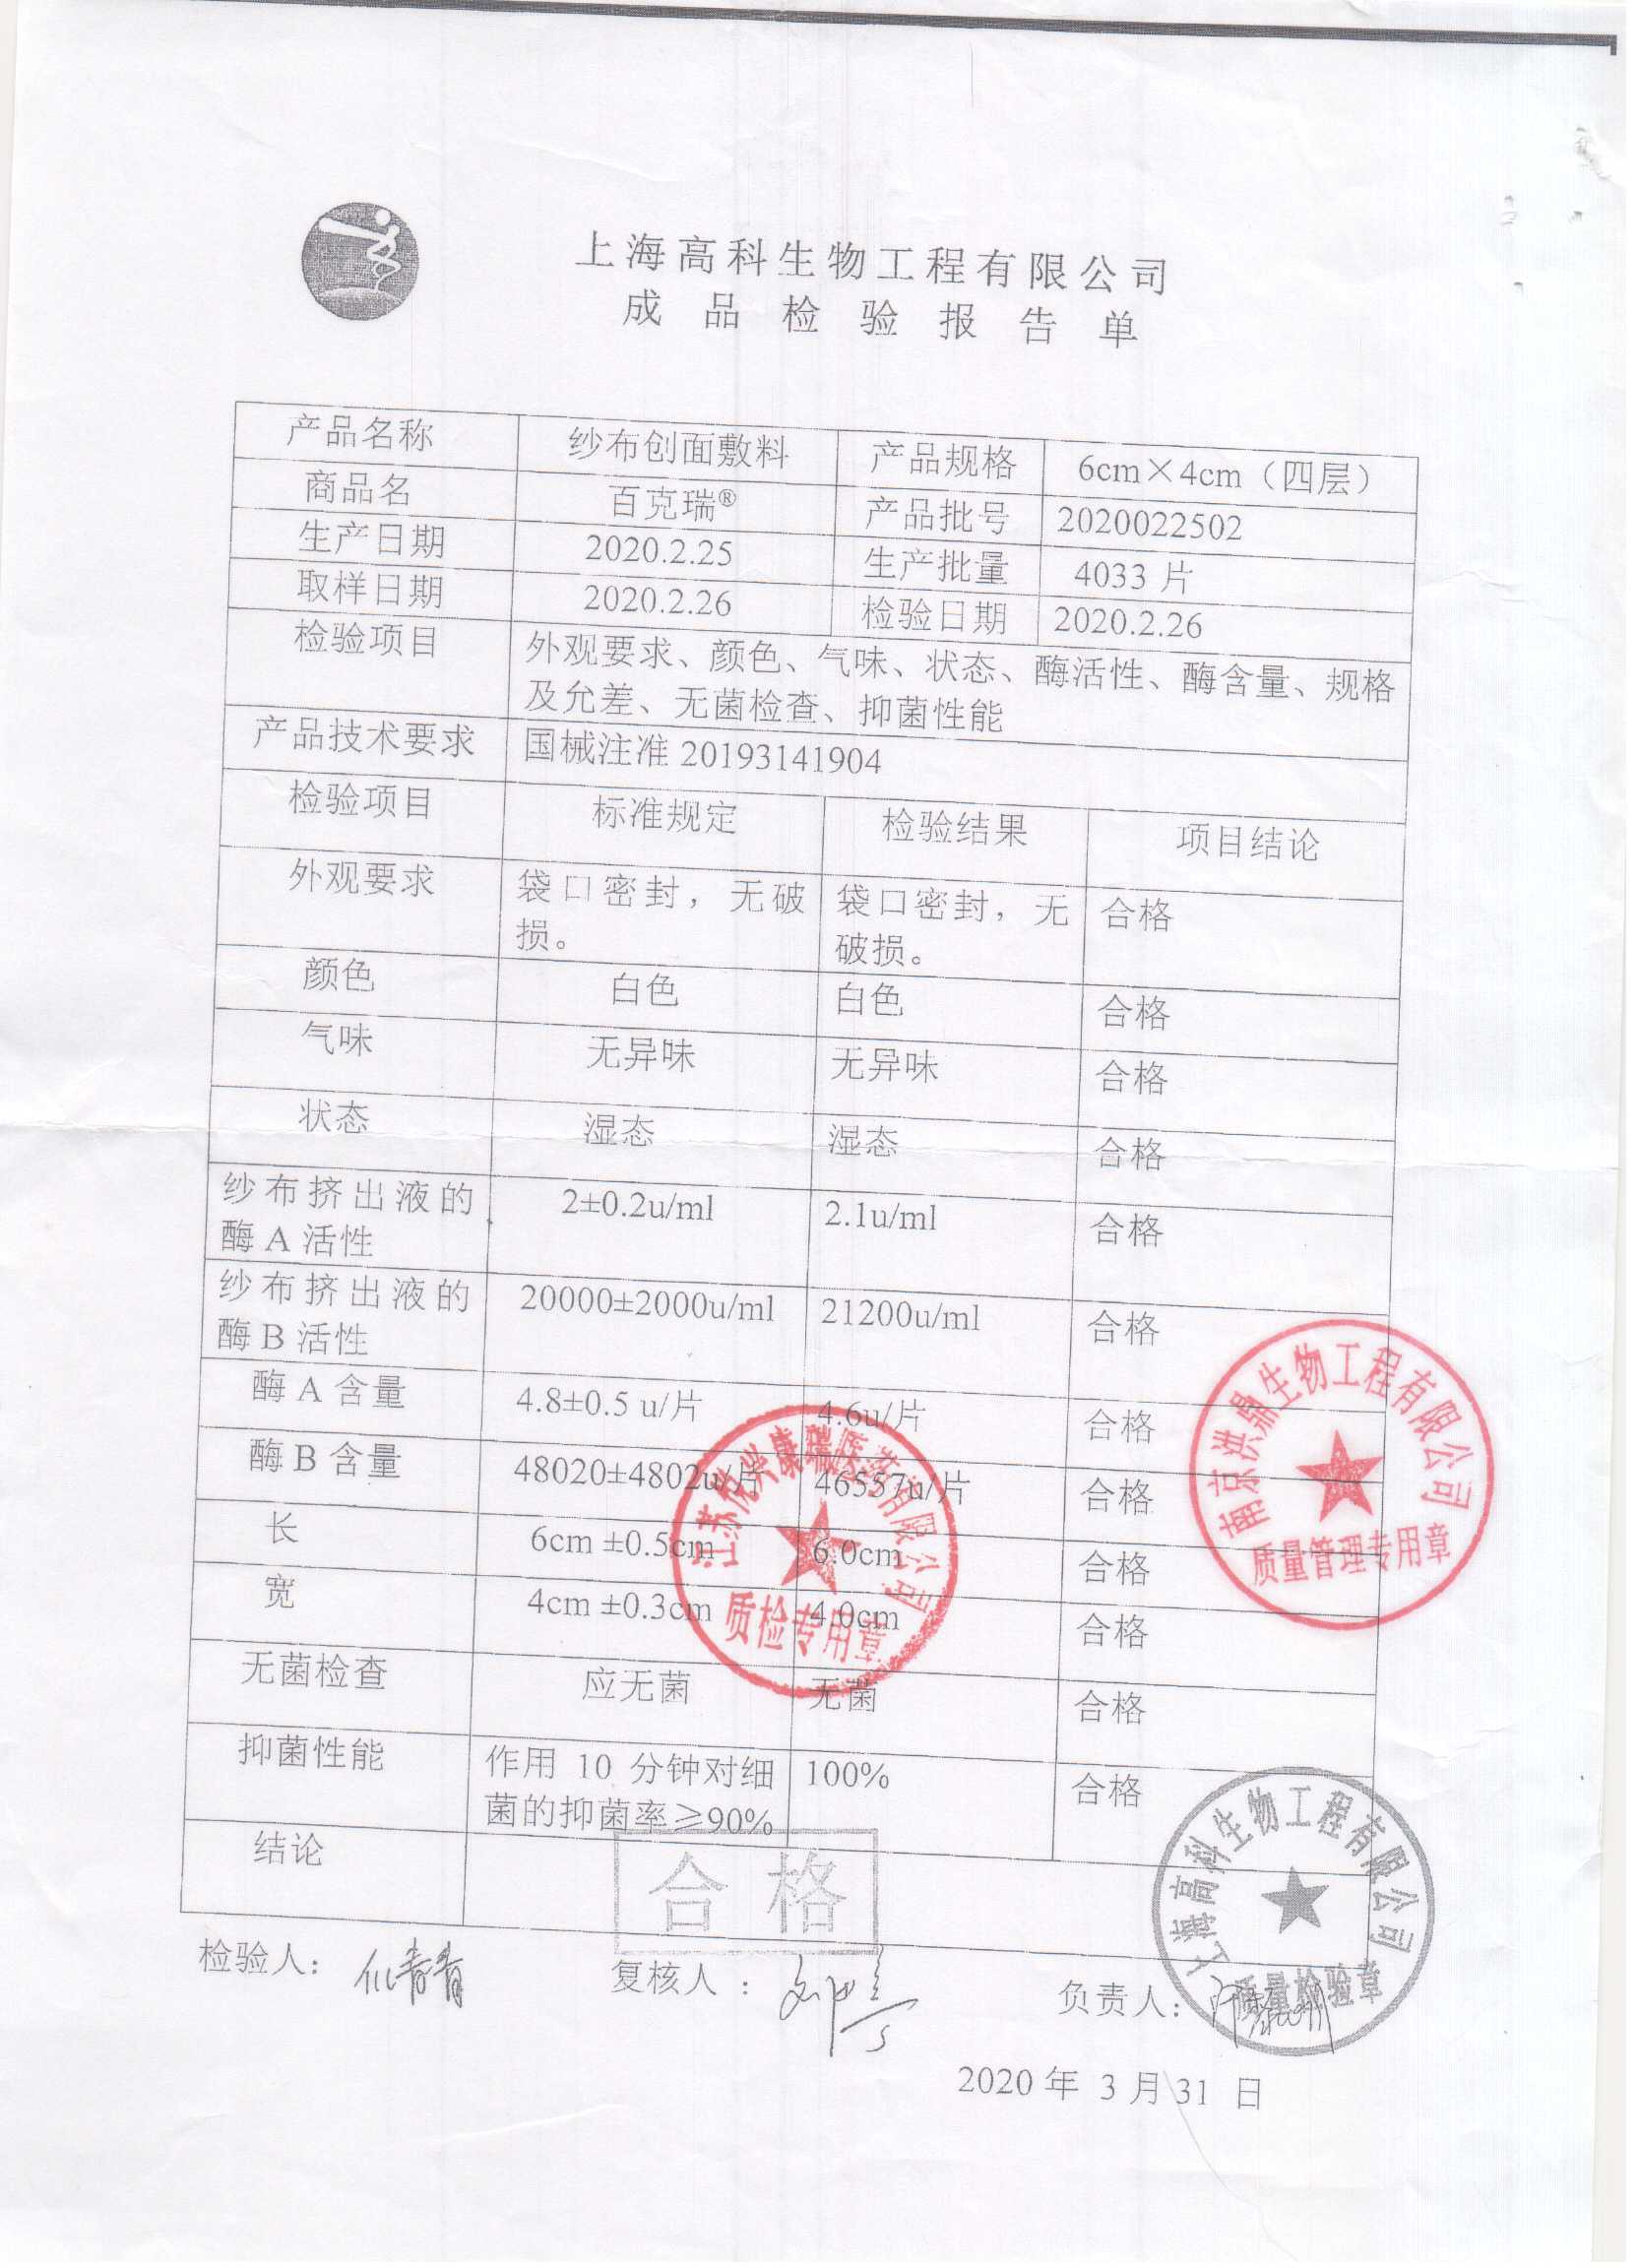 上海高科生物工程有限公司
成品检验报告单
产品名称 纱布创面敷料 产品规格 6cm×4cm（四层）
商品名 百克瑞® 产品批号 2020022502
生产日期 2020.2.25 生产批量 4033 片
取样日期 2020.2.26 检验日期 2020.2.26
检验项目 外观要求、颜色、气味、状态、酶活性、酶含量、规格
及允差、无菌检查、抑菌性能
产品技术要求 国械注准 20193141904
检验项目 标准规定 检验结果 项目结论
外观要求 袋口密封，无破 袋口密封，无 合格
损。 破损。
颜色 白色 白色 合格
气味 无异味 无异味 合格
状态 湿态 湿态 合格
纱布挤出液的 2±0.2u/ml 2.1u/ml 合格
酶 A 活性
纱布挤出液的 20000±2000u/ml 21200u/ml 合格
酶 B 活性
酶 A 含量 4.8±0.5 u/片 4.6u/片 合格
酶 B 含量 48020±4802u/片 46557u/片 合格
长 6cm ±0.5cm 6.0cm 合格
宽 4cm ±0.3cm 4.0cm 合格
无菌检查 应无菌 无菌 合格
抑菌性能 作用 10 分钟对细 100% 合格
菌的抑菌率≥90%
结论 合格
南京洪鼎生物工程有限公司
质量管理专用章
康瑞医药有限公司
质检专用章
上海高科生物工程有限公司
质量检验章
检验人： 复核人： 负责人：
2020 年 3 月 31 日